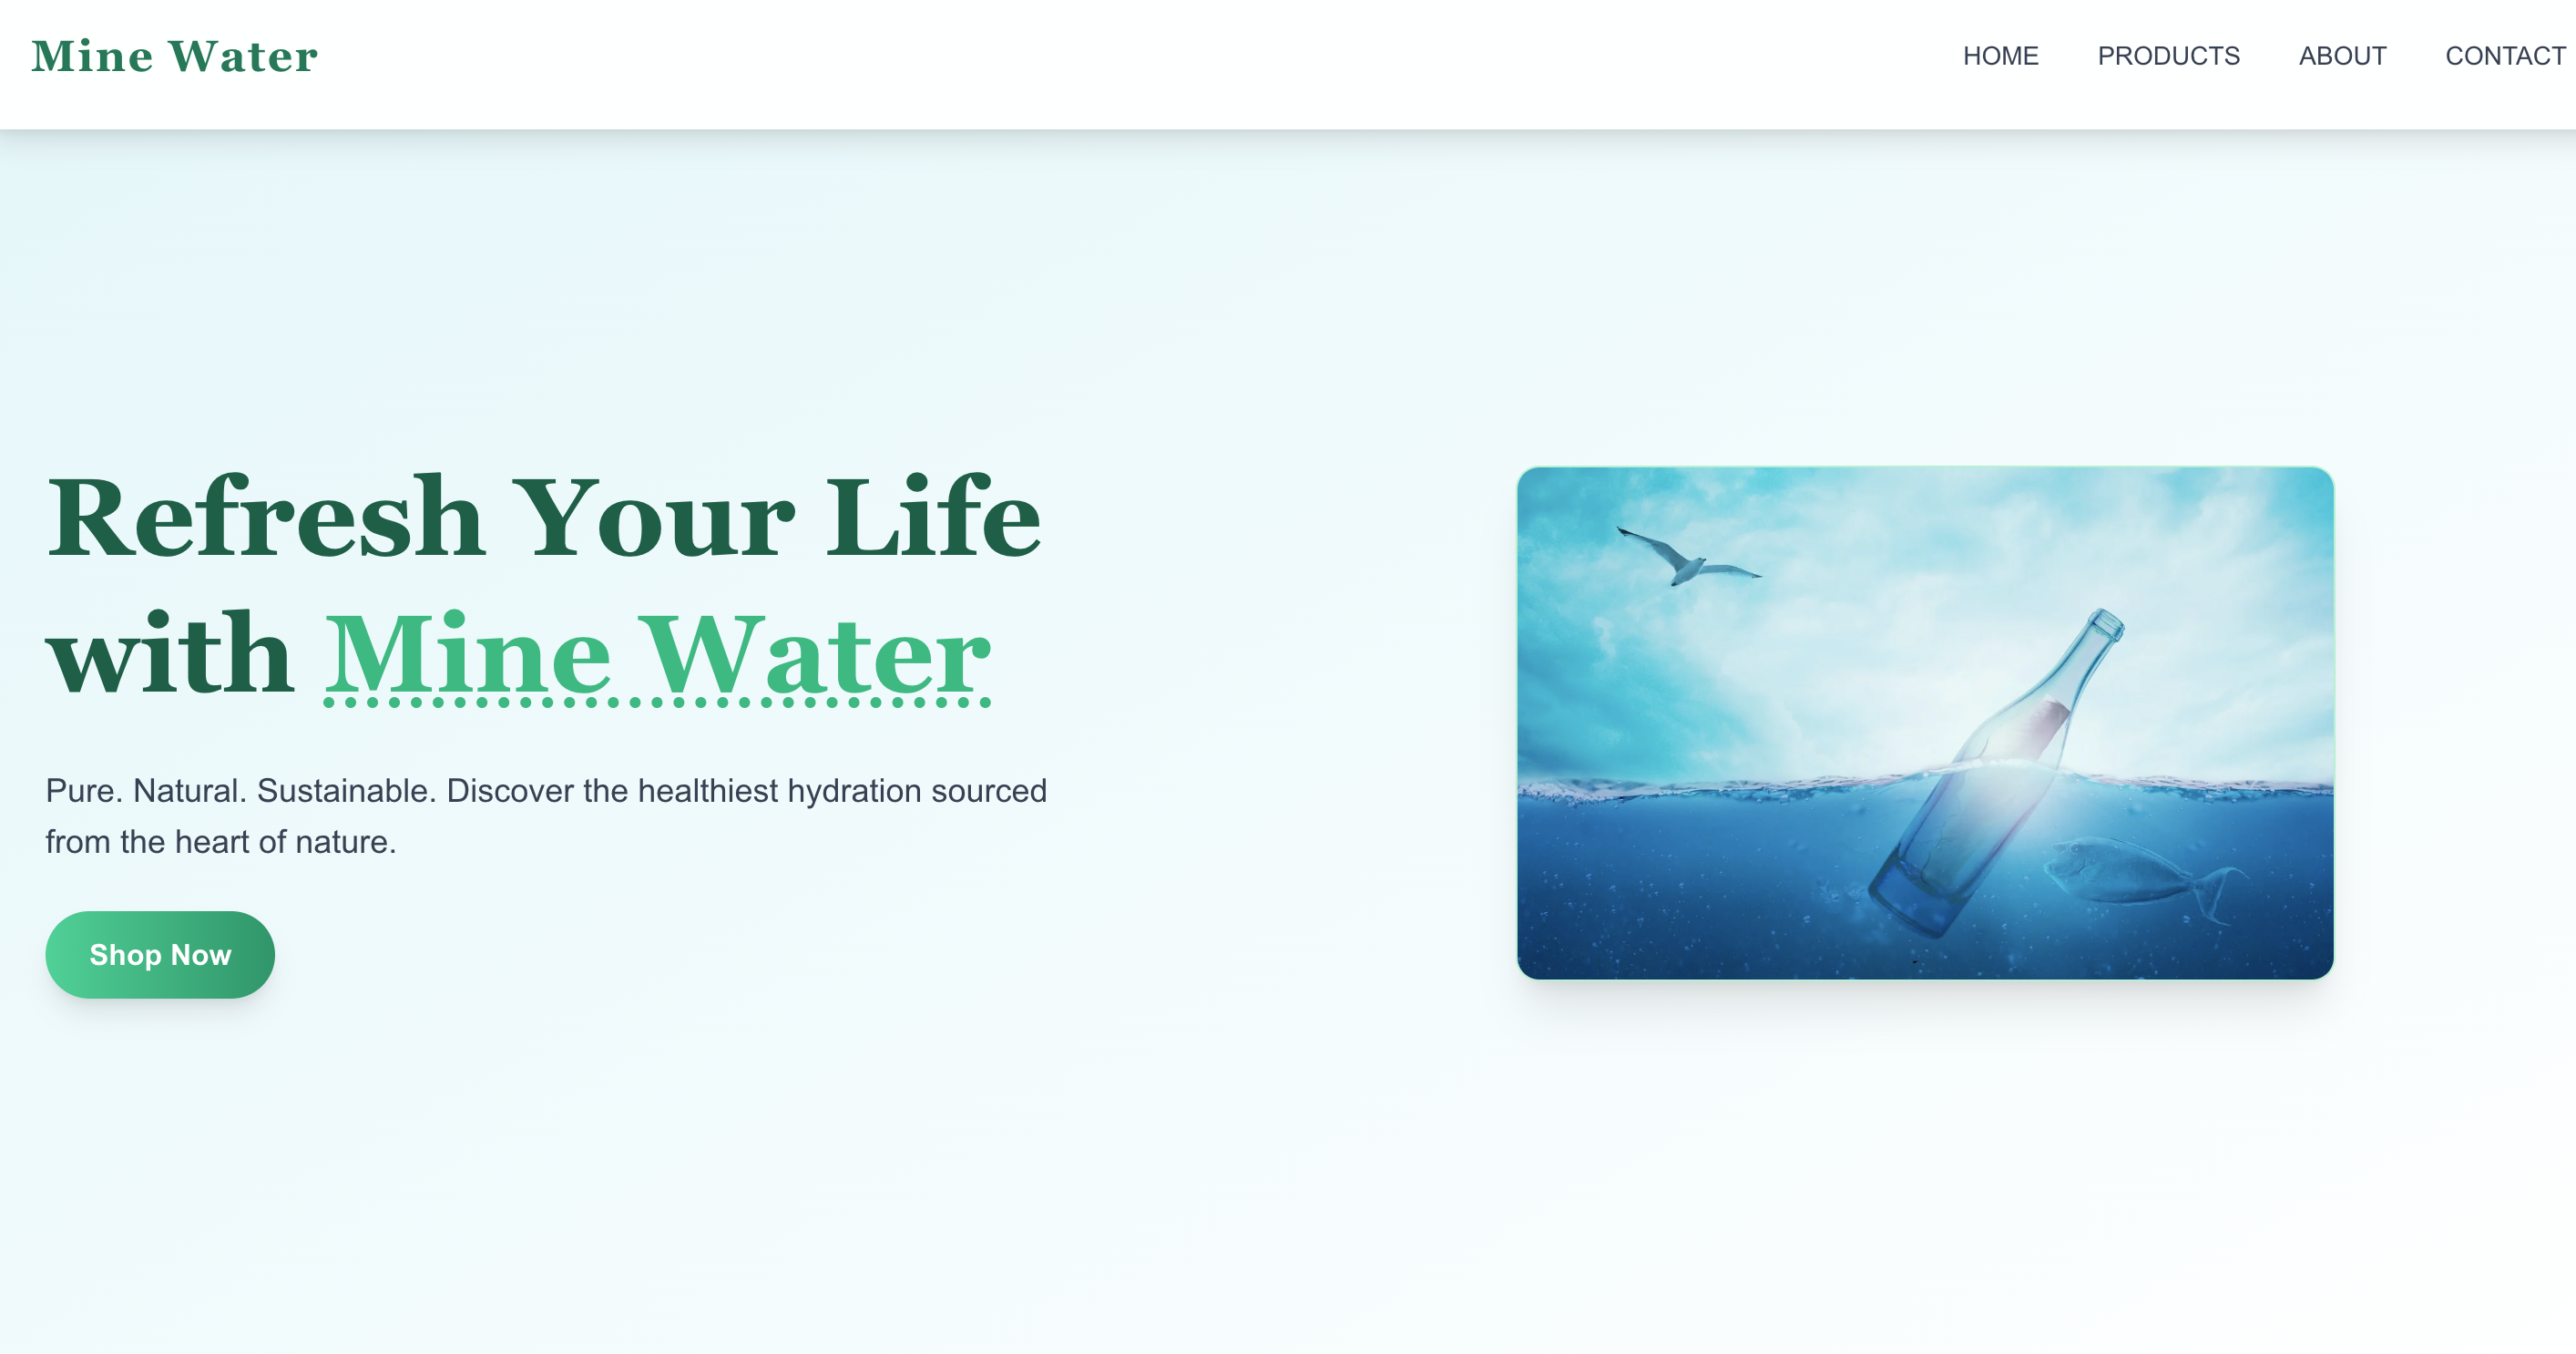 Mine Water
HOME PRODUCTS ABOUT CONTACT
Refresh Your Life
with Mine Water
Pure. Natural. Sustainable. Discover the healthiest hydration sourced
from the heart of nature.
Shop Now